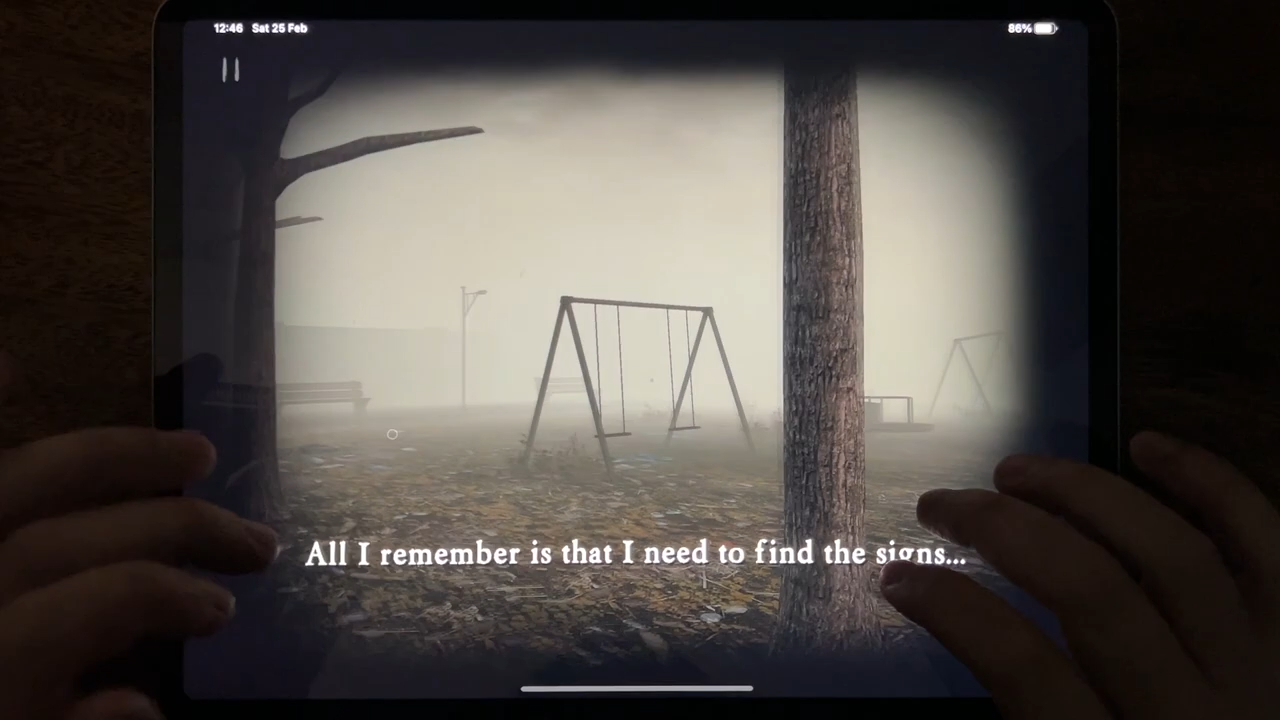 12:46 Sat 25 Feb
86%
All I remember is that I need to find the signs...